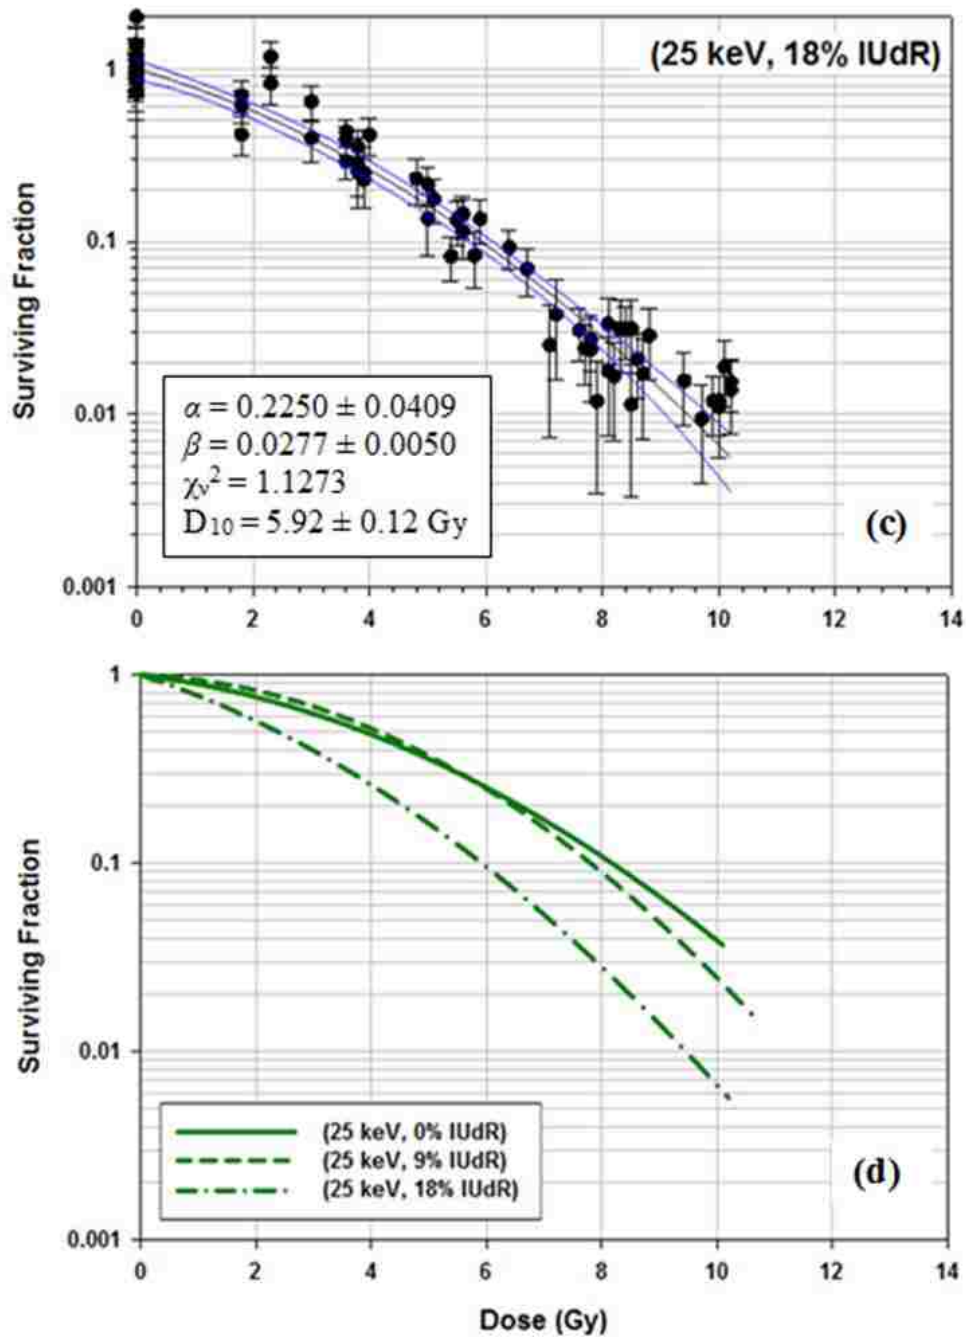 (25 keV, 18% IUdR)
1
0.1
0.01
0.001
Surviving Fraction
α = 0.2250 ± 0.0409
β = 0.0277 ± 0.0050
χᵥ² = 1.1273
D₁₀ = 5.92 ± 0.12 Gy
(c)
0 2 4 6 8 10 12 14
1
0.1
0.01
0.001
Surviving Fraction
(25 keV, 0% IUdR)
(25 keV, 9% IUdR)
(25 keV, 18% IUdR)
(d)
0 2 4 6 8 10 12 14
Dose (Gy)